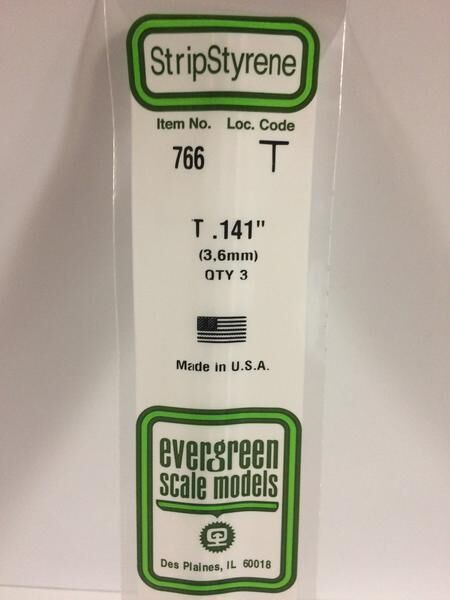 StripStyrene
Item No. Loc. Code
766 T
T .141"
(3,6mm)
QTY 3
Made in U.S.A.
evergreen
scale models
Des Plaines, IL 60018